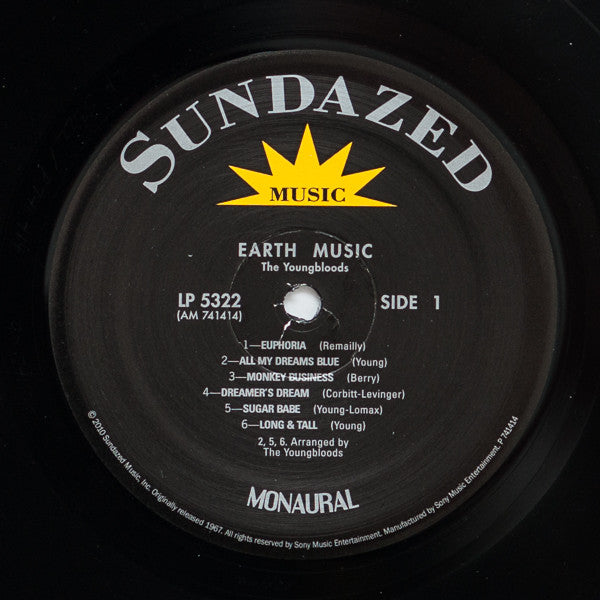 SUNDAZED
MUSIC
EARTH MUSIC
The Youngbloods
LP 5322
(AM 741414)
SIDE 1
1—EUPHORIA (Remailly)
2—ALL MY DREAMS BLUE (Young)
3—MONKEY BUSINESS (Berry)
4—DREAMER'S DREAM (Corbitt-Levinger)
5—SUGAR BABE (Young-Lomax)
6—LONG & TALL (Young)
2, 5, 6. Arranged by
The Youngbloods
MONAURAL
© 2010 Sundazed Music, Inc. Originally released 1967. All rights reserved by Sony Music Entertainment. Manufactured by Sony Music Entertainment. P 741414